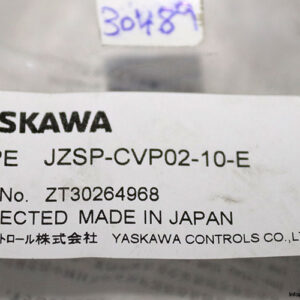 30489
SKAWA
PE JZSP-CVP02-10-E
No. ZT30264968
ECTED MADE IN JAPAN
トロール株式会社 YASKAWA CONTROLS CO.,L